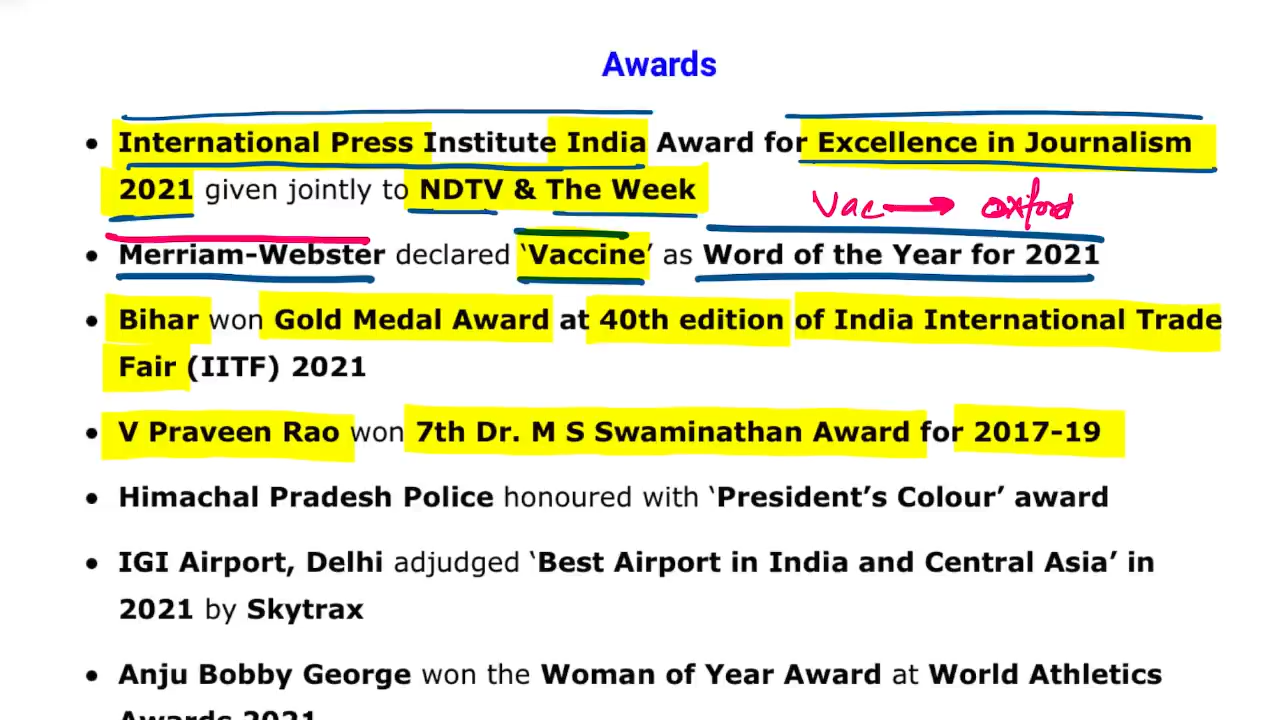 Awards
• International Press Institute India Award for Excellence in Journalism
2021 given jointly to NDTV & The Week
Vac → oxford
• Merriam-Webster declared ‘Vaccine’ as Word of the Year for 2021
• Bihar won Gold Medal Award at 40th edition of India International Trade
Fair (IITF) 2021
• V Praveen Rao won 7th Dr. M S Swaminathan Award for 2017-19
• Himachal Pradesh Police honoured with ‘President’s Colour’ award
• IGI Airport, Delhi adjudged ‘Best Airport in India and Central Asia’ in
2021 by Skytrax
• Anju Bobby George won the Woman of Year Award at World Athletics
Awards 2021